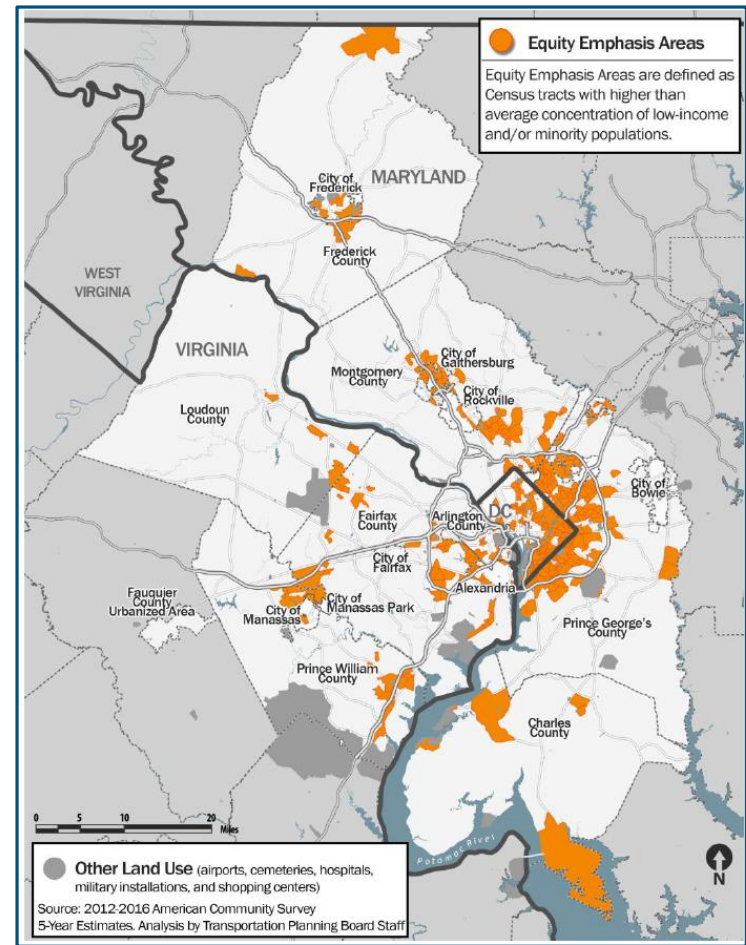 Equity Emphasis Areas
Equity Emphasis Areas are defined as
Census tracts with higher than
average concentration of low-income
and/or minority populations.
MARYLAND
City of
Frederick
Frederick
County
WEST
VIRGINIA
VIRGINIA
City of
Gaithersburg
Montgomery
County
City of
Rockville
Loudoun
County
City of
Bowie
DC
Arlington
County
Fairfax
County
City of
Fairfax
Alexandria
Fauquier
County
Urbanized Area
City of
Manassas Park
City of
Manassas
Prince George's
County
Prince William
County
Charles
County
0 5 10 20
Miles
Potomac River
N
Other Land Use (airports, cemeteries, hospitals,
military installations, and shopping centers)
Source: 2012-2016 American Community Survey
5-Year Estimates. Analysis by Transportation Planning Board Staff